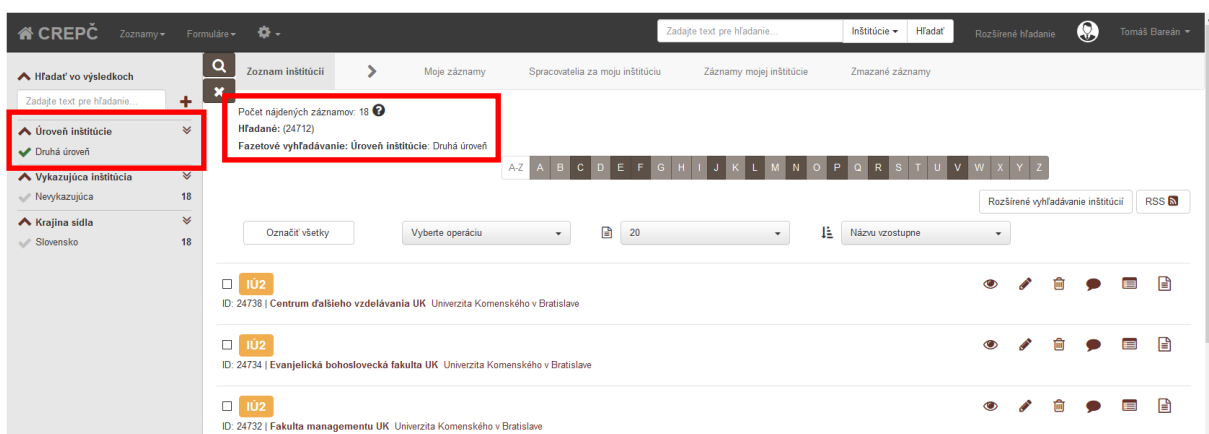 CREPČ Zoznamy Formuláre Zadajte text pre hľadanie... Inštitúcie Hľadať Rozšírené hľadanie Tomáš Bareán
Hľadať vo výsledkoch
Zadajte text pre hľadanie...
Úroveň inštitúcie
Druhá úroveň
Vykazujúca inštitúcia
Nevykazujúca 18
Krajina sídla
Slovensko 18
Zoznam inštitúcií Moje záznamy Spracovatelia za moju inštitúciu Záznamy mojej inštitúcie Zmazané záznamy
Počet nájdených záznamov: 18
Hľadané: (24712)
Fazetové vyhľadávanie: Úroveň inštitúcie: Druhá úroveň
A-Z A B C D E F G H I J K L M N O P Q R S T U V W X Y Z
Rozšírené vyhľadávanie inštitúcií RSS
Označiť všetky Vyberte operáciu 20 Názvu vzostupne
IÚ2
ID: 24738 | Centrum ďalšieho vzdelávania UK Univerzita Komenského v Bratislave
IÚ2
ID: 24734 | Evanjelická bohoslovecká fakulta UK Univerzita Komenského v Bratislave
IÚ2
ID: 24732 | Fakulta managementu UK Univerzita Komenského v Bratislave